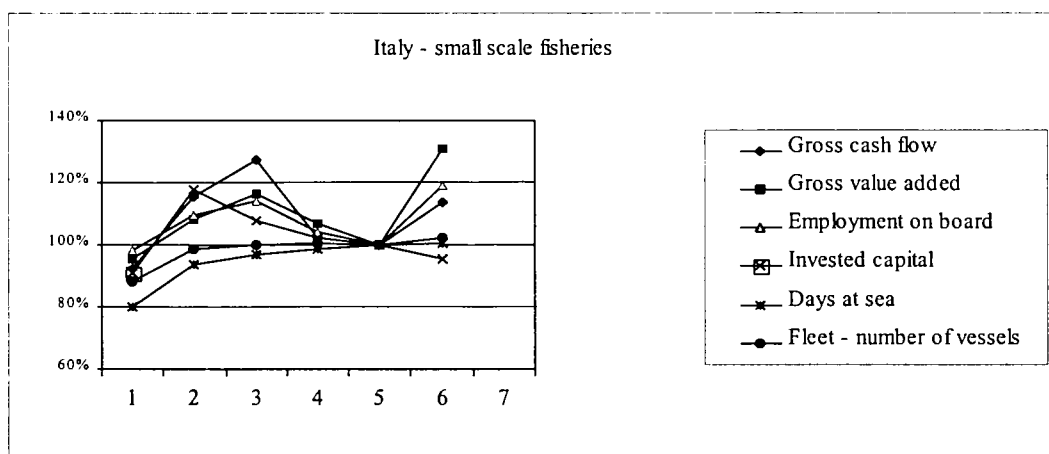 Italy - small scale fisheries
140%
120%
100%
80%
60%
1 2 3 4 5 6 7
Gross cash flow
Gross value added
Employment on board
Invested capital
Days at sea
Fleet - number of vessels